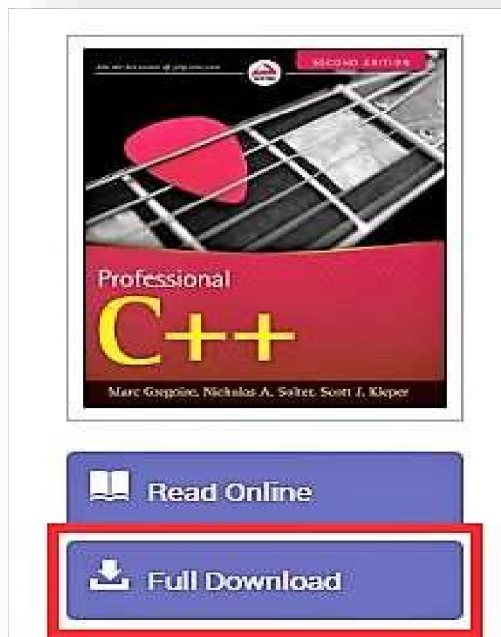 SECOND EDITION
Professional
C++
Marc Gregoire, Nicholas A. Solter, Scott J. Kleper
Read Online
Full Download